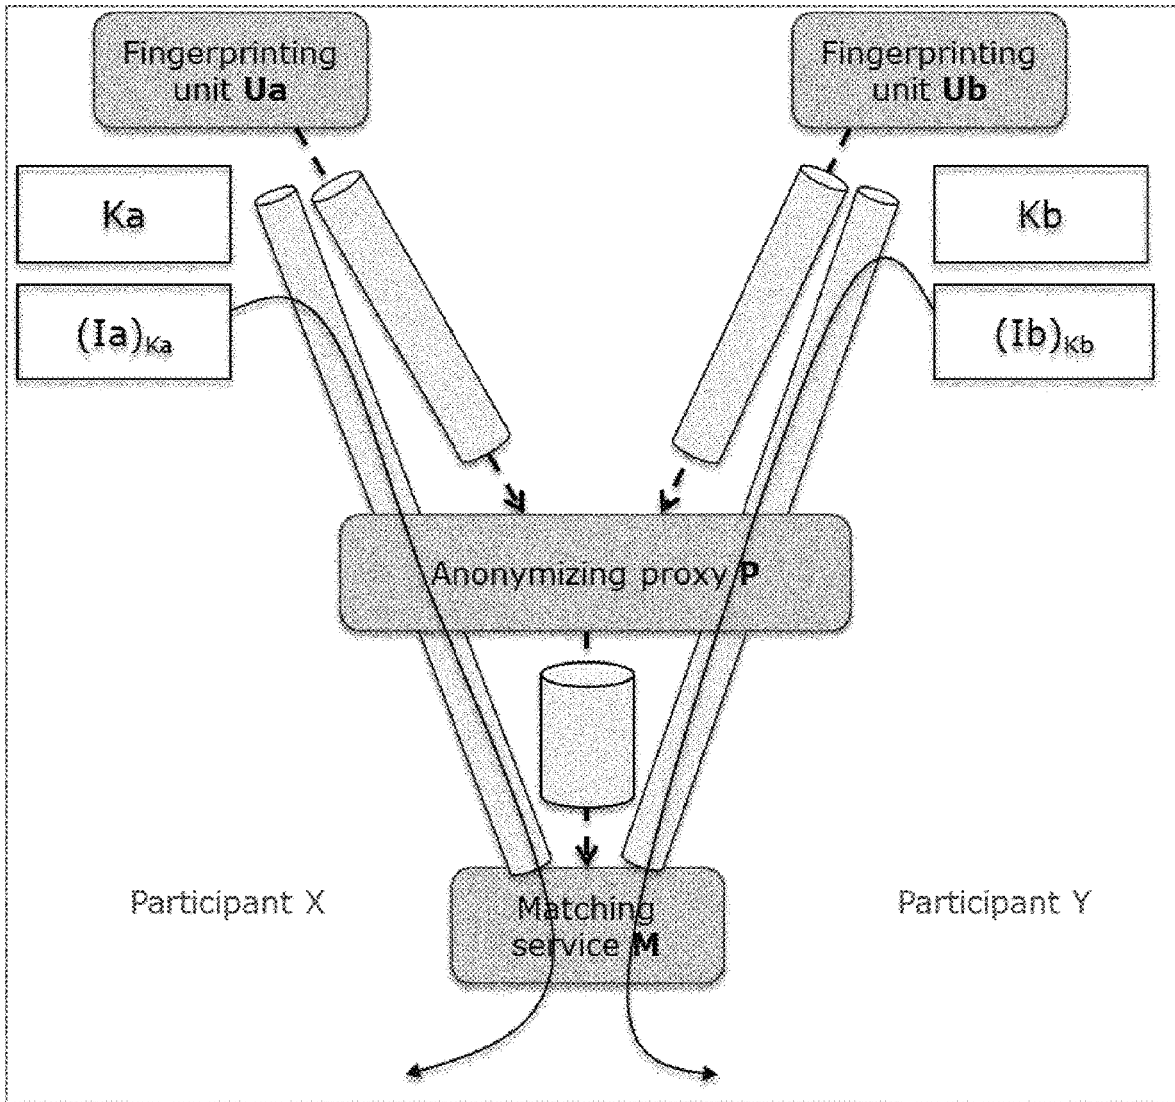 Fingerprinting
unit Ua
Fingerprinting
unit Ub
Ka
Kb
(Ia)Ka
(Ib)Kb
Anonymizing proxy P
Participant X
Participant Y
Matching
service M